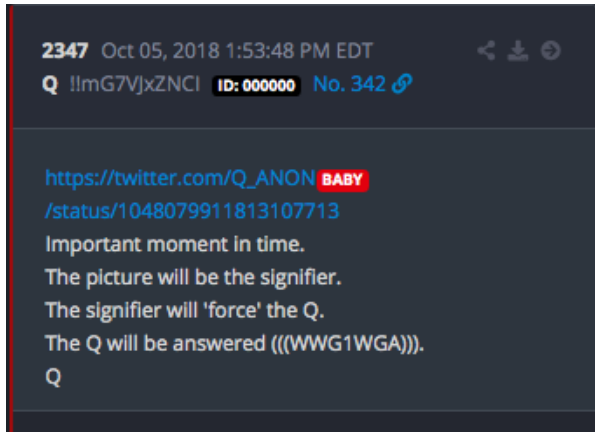 2347 Oct 05, 2018 1:53:48 PM EDT
Q !!mG7VJxZNCI ID: 000000 No. 342
https://twitter.com/Q_ANON BABY
/status/1048079911813107713
Important moment in time.
The picture will be the signifier.
The signifier will 'force' the Q.
The Q will be answered (((WWG1WGA))).
Q